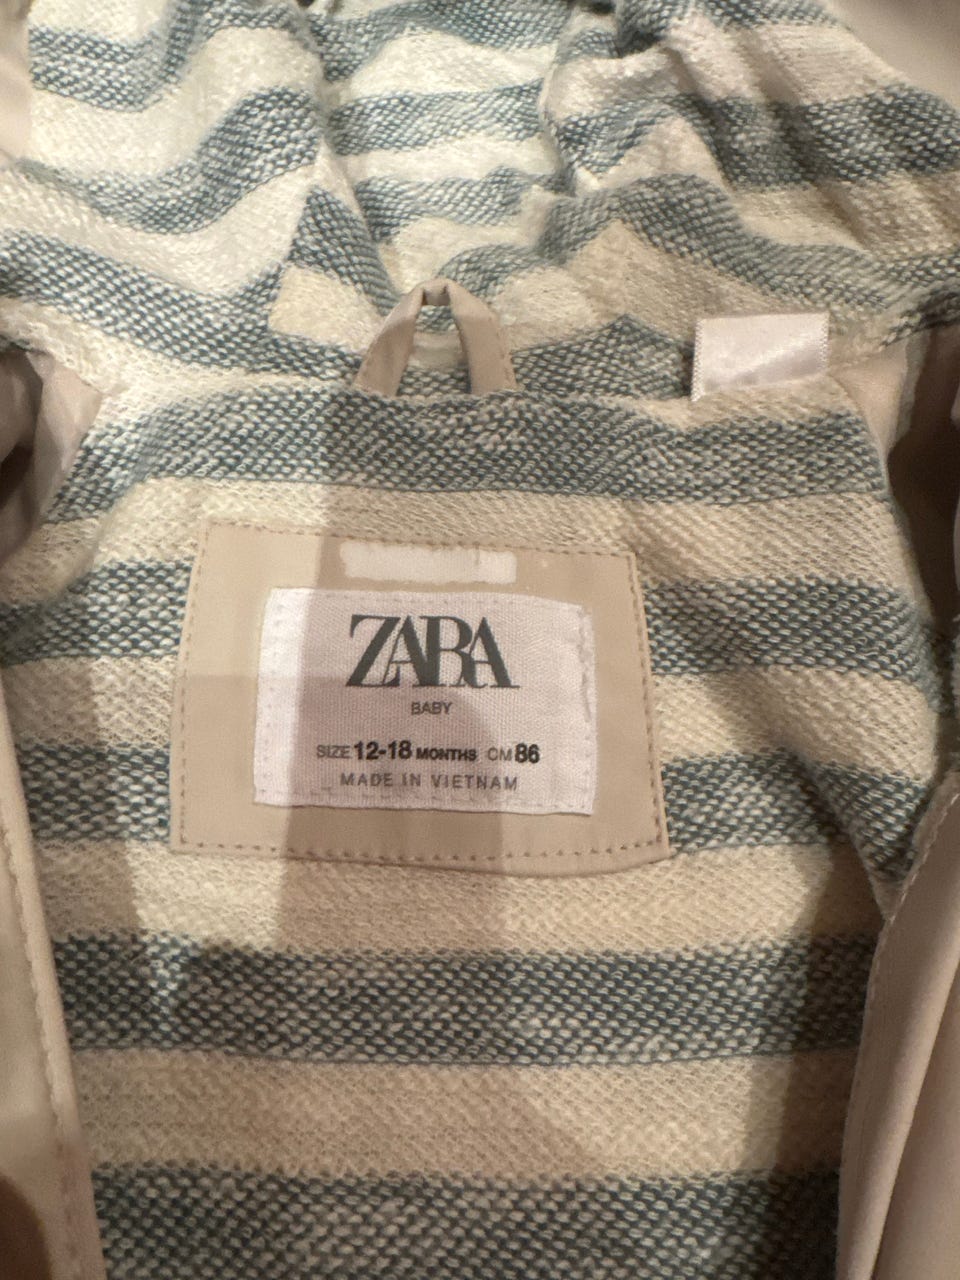 ZARA
BABY
SIZE 12-18 MONTHS CM 86
MADE IN VIETNAM